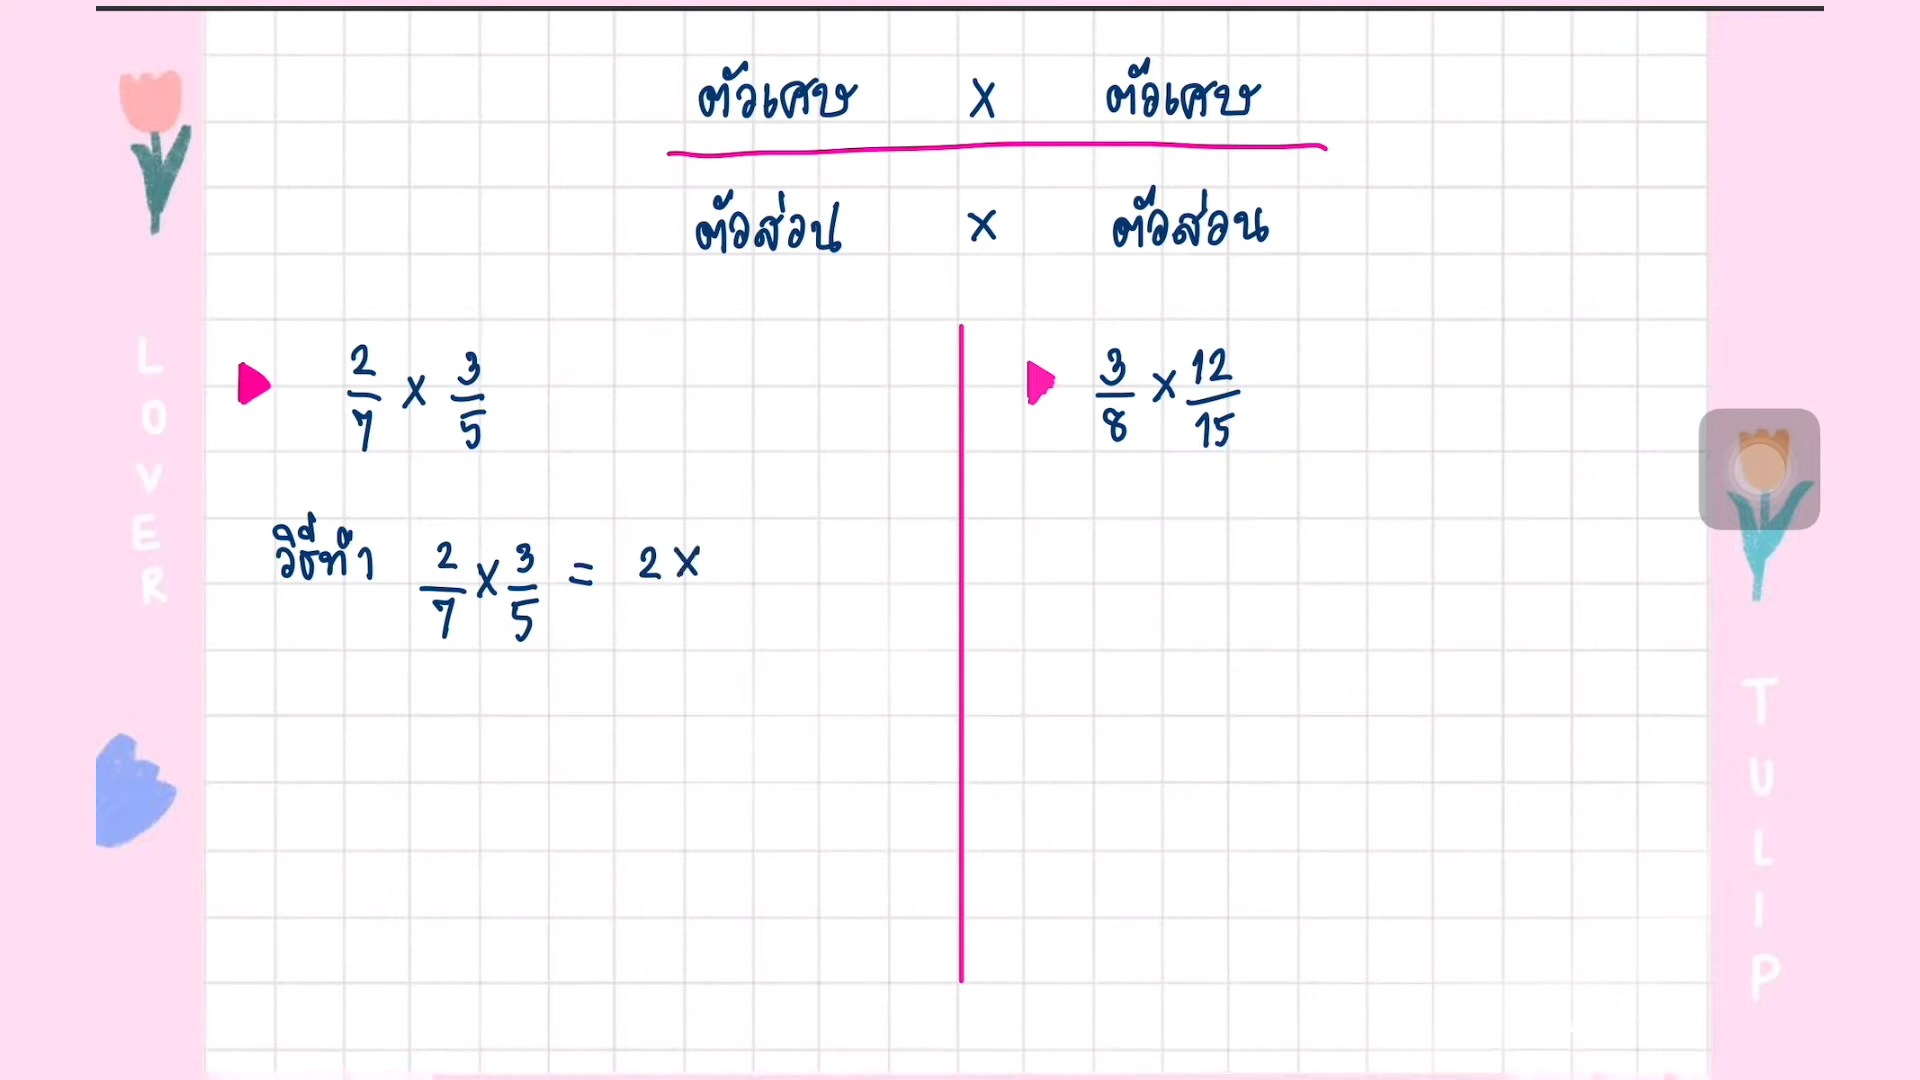 ตัวเศษ X ตัวเศษ
ตัวส่วน X ตัวส่วน
2/7 X 3/5
3/8 X 12/15
วิธีทำ 2/7 X 3/5 = 2 X
LOVER
TULIP